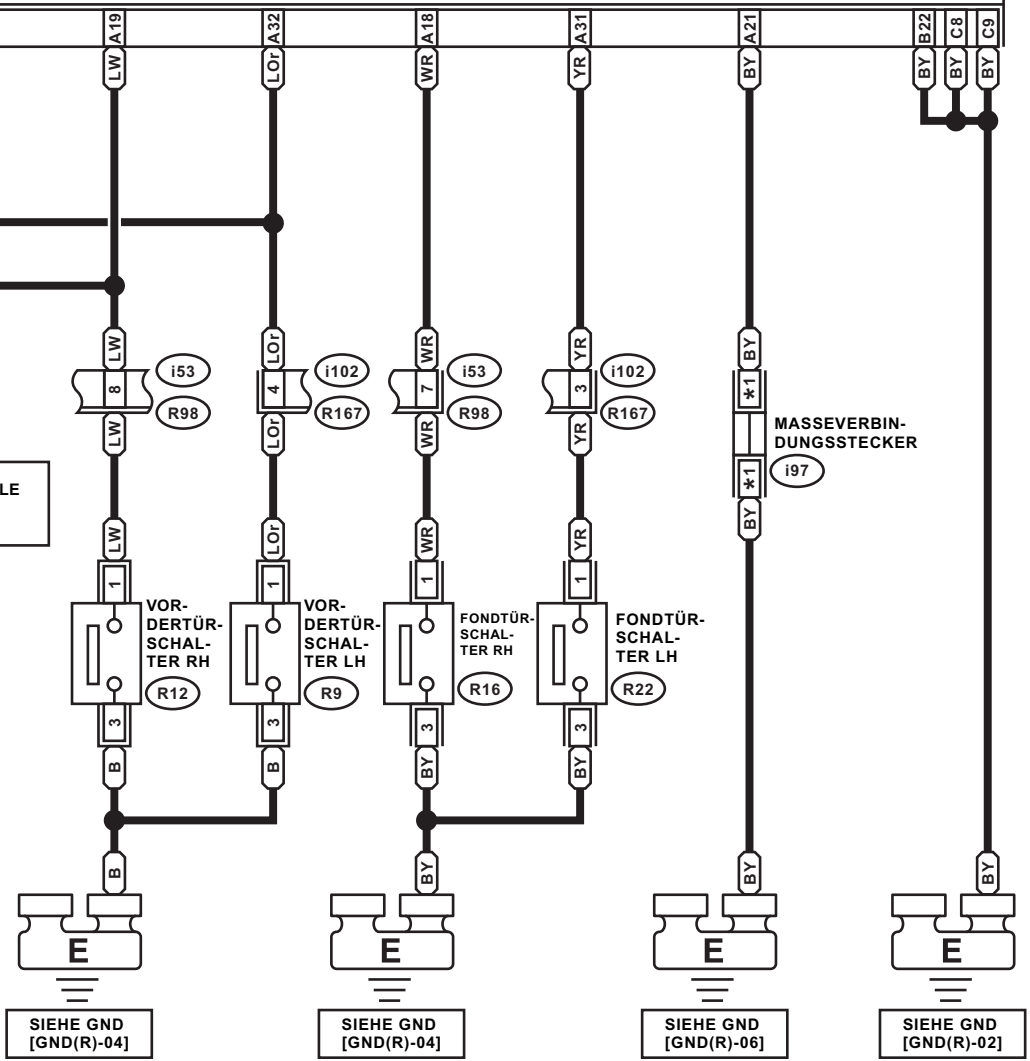 A19
A32
A18
A31
A21
B22
C8
C9
LW
LOr
WR
YR
BY
BY
BY
BY
LW
LOr
WR
YR
BY
8
i53
R98
4
i102
R167
7
i53
R98
3
i102
R167
*1
LW
LOr
WR
YR
MASSEVERBIN-
DUNGSSTECKER
*1
i97
BY
LE
LW
LOr
WR
YR
1
1
1
1
VOR-
DERTÜR-
SCHAL-
TER RH
R12
VOR-
DERTÜR-
SCHAL-
TER LH
R9
FONDTÜR-
SCHAL-
TER RH
R16
FONDTÜR-
SCHAL-
TER LH
R22
3
3
3
3
B
B
BY
BY
B
BY
BY
BY
E
E
E
E
SIEHE GND
[GND(R)-04]
SIEHE GND
[GND(R)-04]
SIEHE GND
[GND(R)-06]
SIEHE GND
[GND(R)-02]